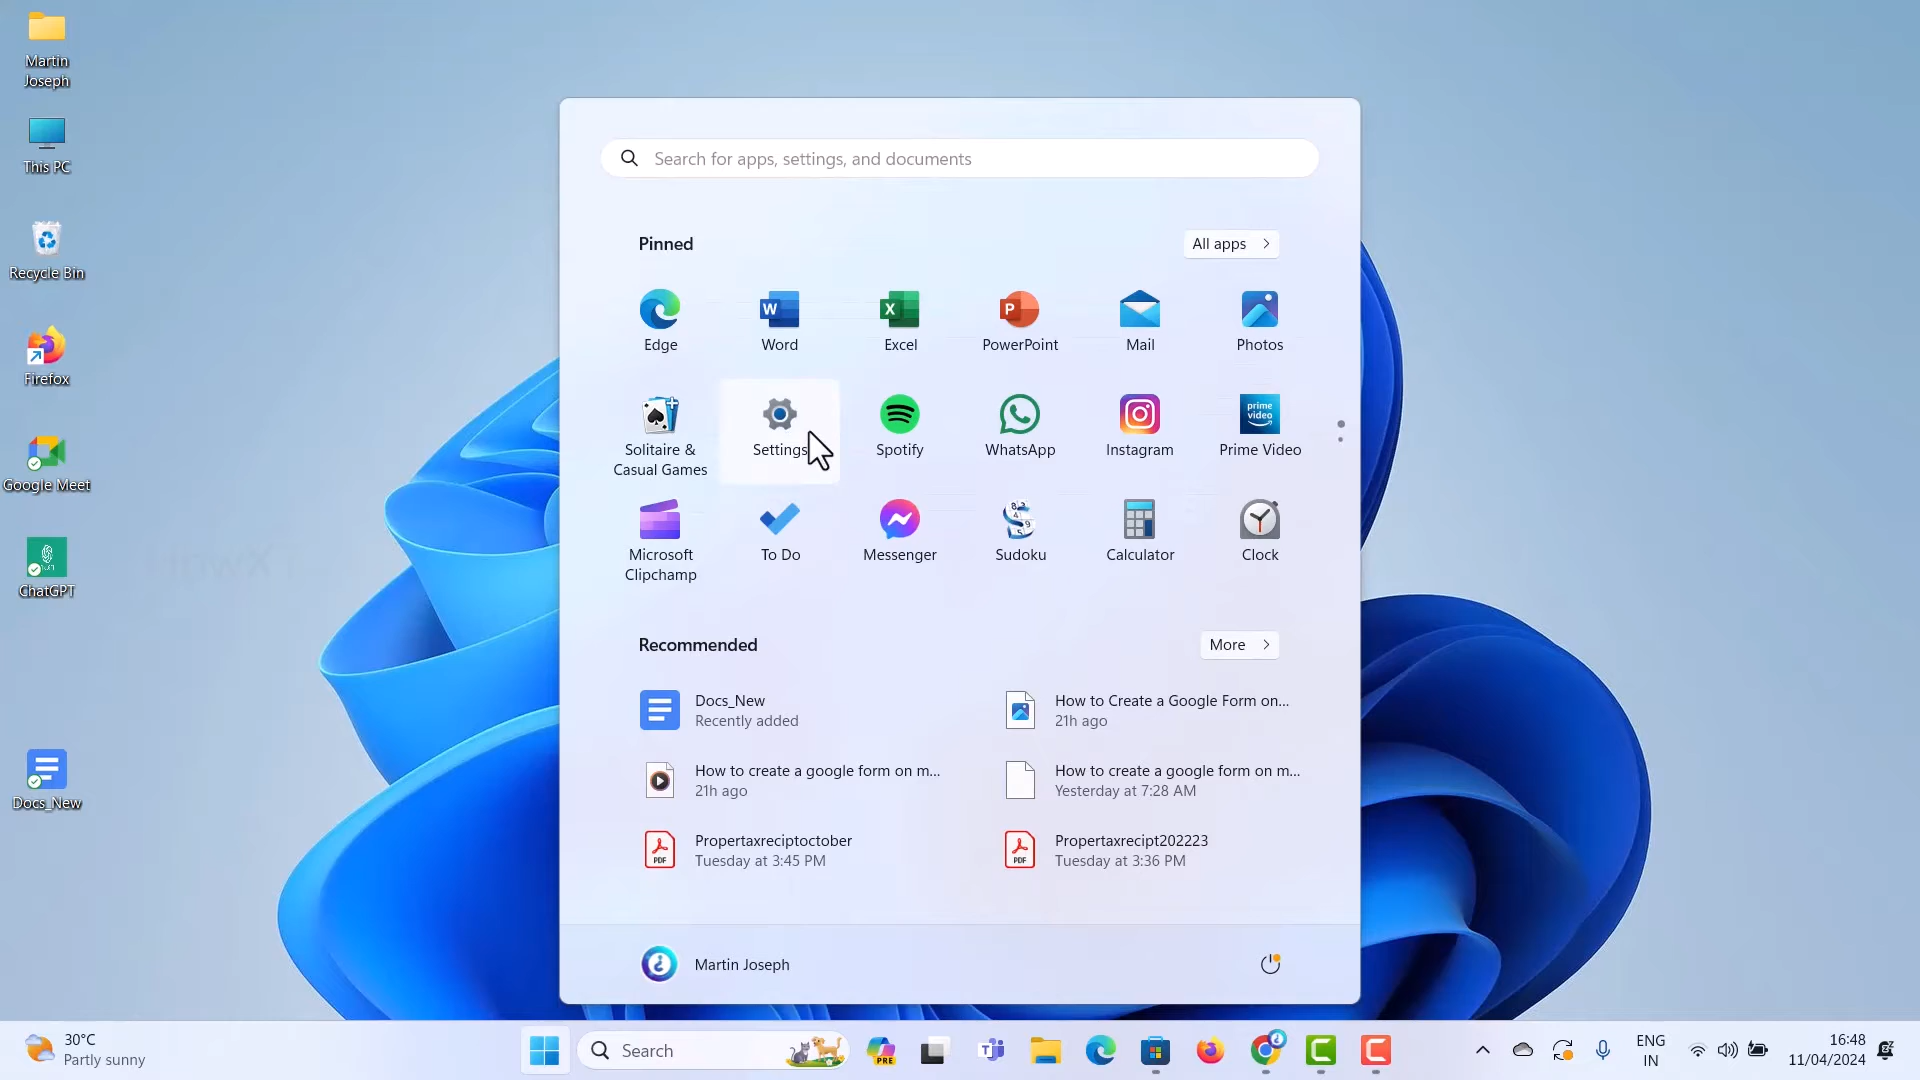 Martin
Joseph
This PC
Recycle Bin
Firefox
Google Meet
ChatGPT
Docs_New
Search for apps, settings, and documents
Pinned
All apps
Edge
Word
Excel
PowerPoint
Mail
Photos
Solitaire &
Casual Games
Settings
Spotify
WhatsApp
Instagram
prime
video
Prime Video
Microsoft
Clipchamp
To Do
Messenger
Sudoku
Calculator
Clock
Recommended
More
Docs_New
Recently added
How to Create a Google Form on...
21h ago
How to create a google form on m...
21h ago
How to create a google form on m...
Yesterday at 7:28 AM
PDF
Propertaxreciptoctober
Tuesday at 3:45 PM
PDF
Propertaxrecipt202223
Tuesday at 3:36 PM
Martin Joseph
30°C
Partly sunny
Search
PRE
ENG
IN
16:48
11/04/2024